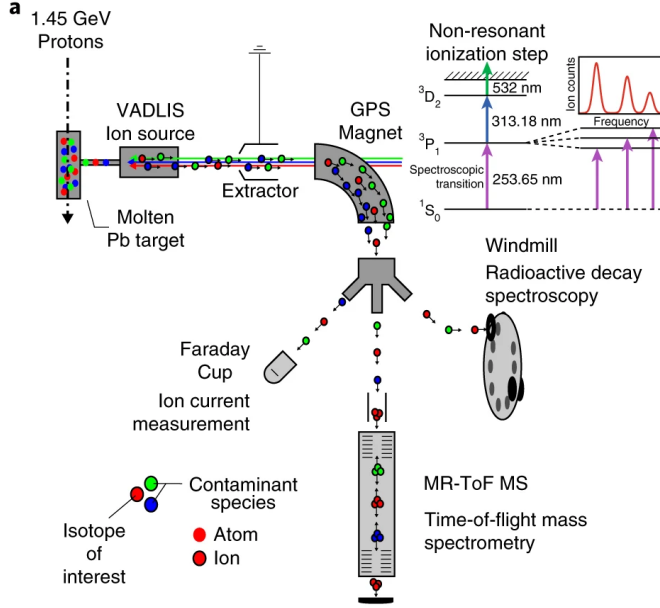 a
1.45 GeV
Protons
VADLIS
Ion source
Extractor
GPS
Magnet
Molten
Pb target
Non-resonant
ionization step
³D₂
532 nm
313.18 nm
³P₁
Spectroscopic
transition
253.65 nm
¹S₀
Ion counts
Frequency
Windmill
Radioactive decay
spectroscopy
Faraday
Cup
Ion current
measurement
MR-ToF MS
Time-of-flight mass
spectrometry
Contaminant
species
Isotope
of
interest
Atom
Ion